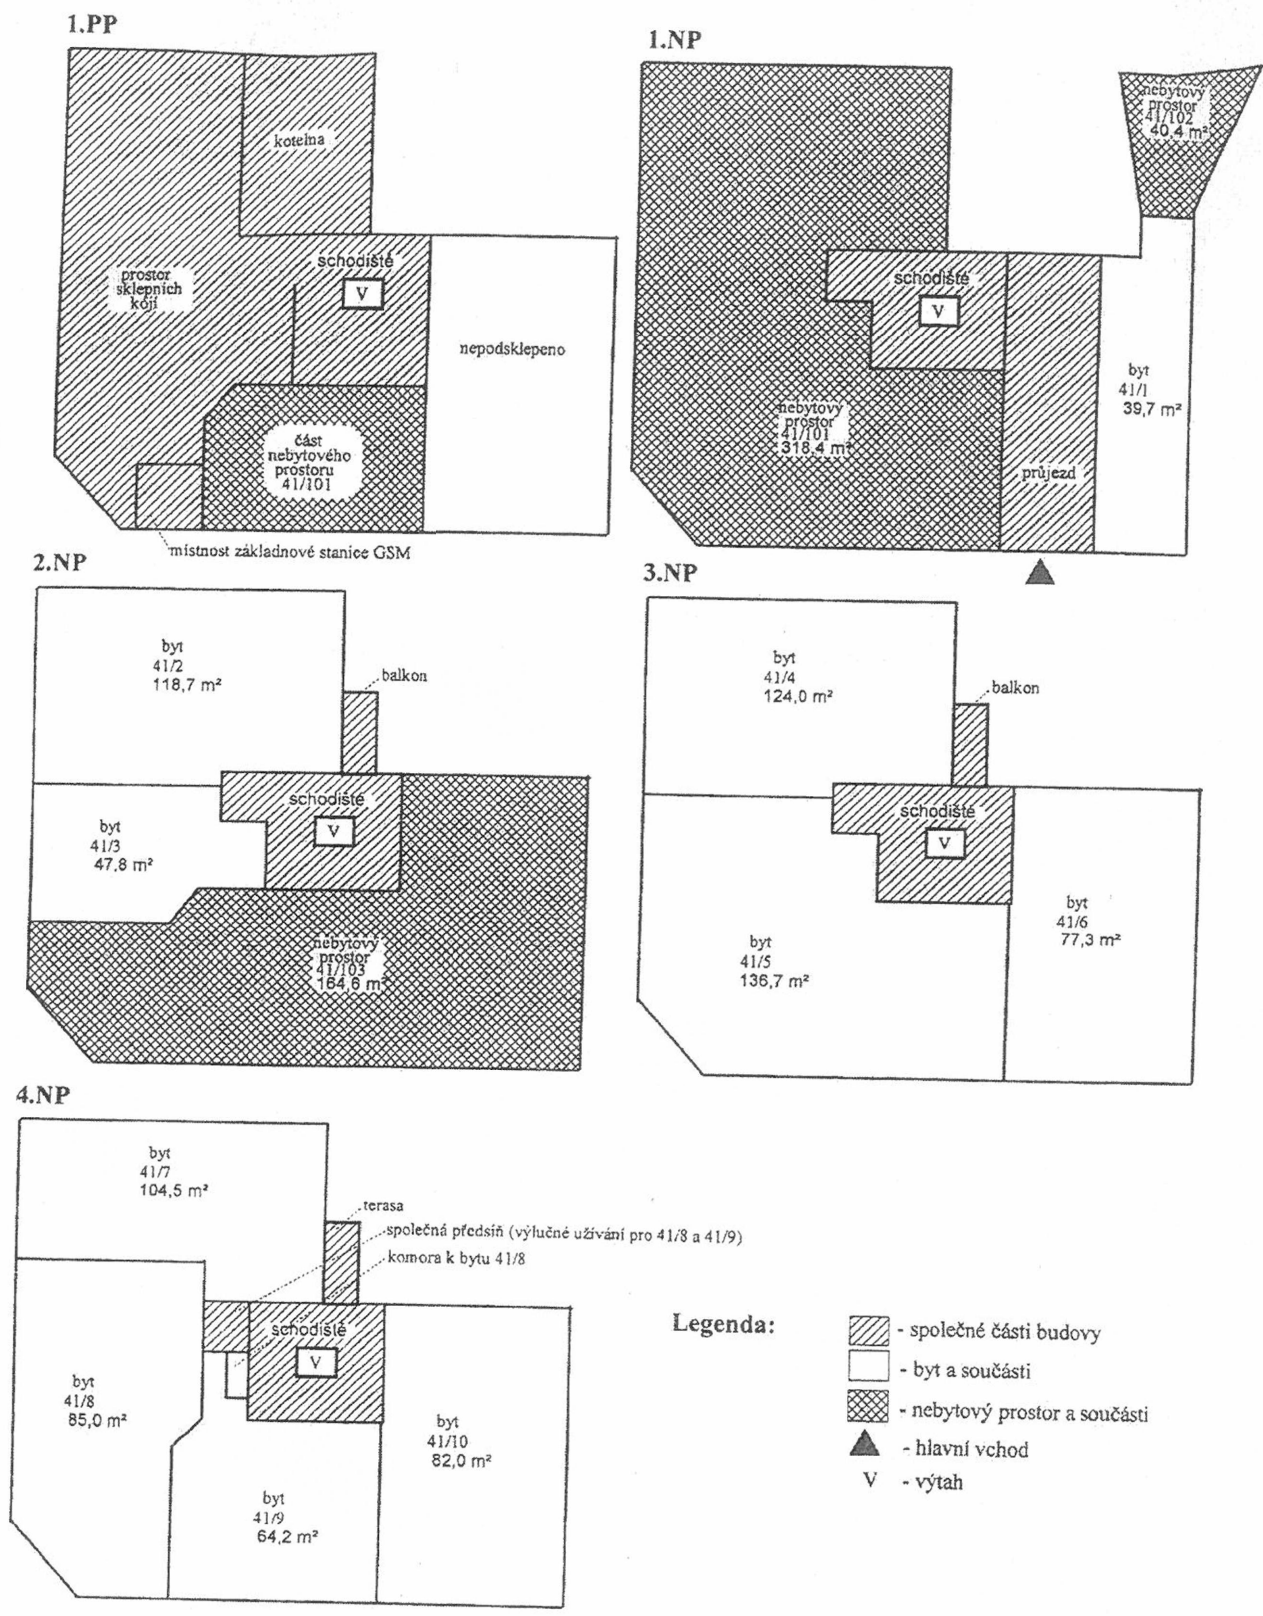 1.PP
kotelna
schodiště
V
prostor
sklepních
kójí
nepodsklepeno
část
nebytového
prostoru
41/101
místnost základnové stanice GSM
1.NP
nebytový
prostor
41/102
40,4 m²
schodiště
V
byt
41/1
39,7 m²
nebytový
prostor
41/101
318,4 m²
průjezd
2.NP
byt
41/2
118,7 m²
balkon
schodiště
V
byt
41/3
47,8 m²
nebytový
prostor
41/103
164,6 m²
3.NP
byt
41/4
124,0 m²
balkon
schodiště
V
byt
41/6
77,3 m²
byt
41/5
136,7 m²
4.NP
byt
41/7
104,5 m²
terasa
společná předsíň (výlučné užívání pro 41/8 a 41/9)
komora k bytu 41/8
schodiště
V
byt
41/8
85,0 m²
byt
41/10
82,0 m²
byt
41/9
64,2 m²
Legenda:
- společné části budovy
- byt a součásti
- nebytový prostor a součásti
- hlavní vchod
V - výtah